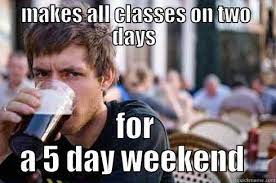 makes all classes on two
days
for
a 5 day weekend